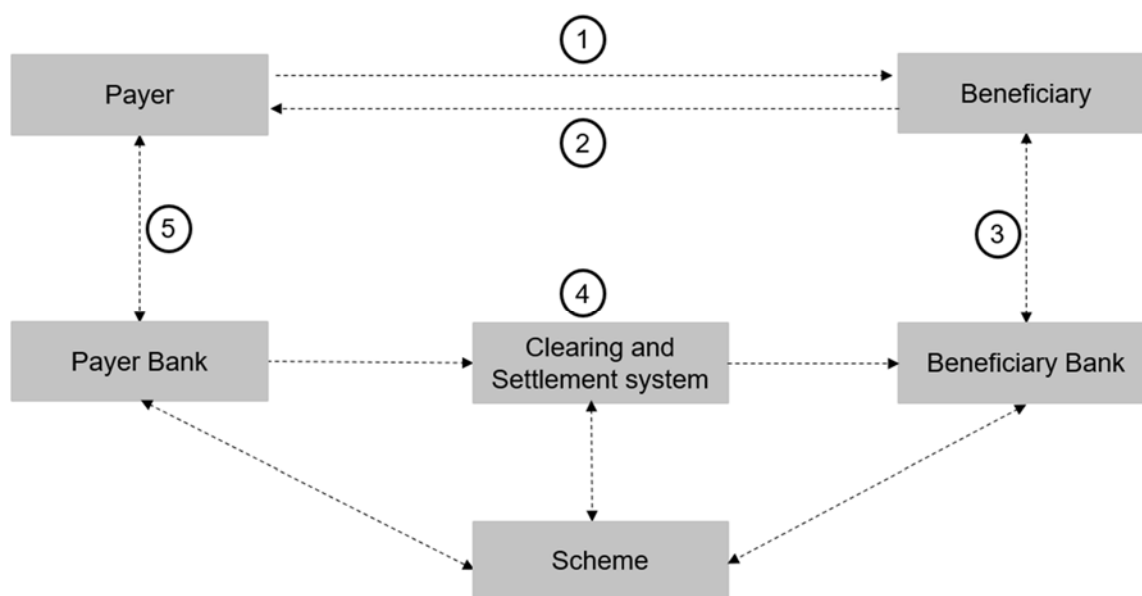 1
Payer
Beneficiary
2
5
3
4
Payer Bank
Clearing and
Settlement system
Beneficiary Bank
Scheme